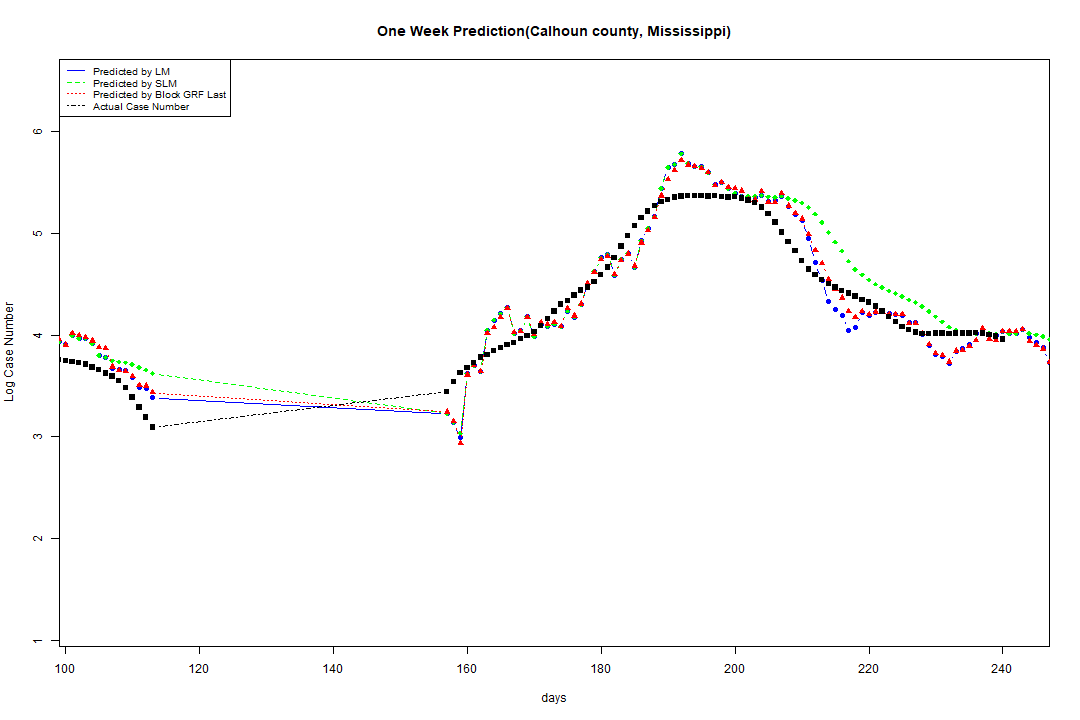 One Week Prediction(Calhoun county, Mississippi)
Predicted by LM
Predicted by SLM
Predicted by Block GRF Last
Actual Case Number
Log Case Number
6
5
4
3
2
1
100 120 140 160 180 200 220 240
days